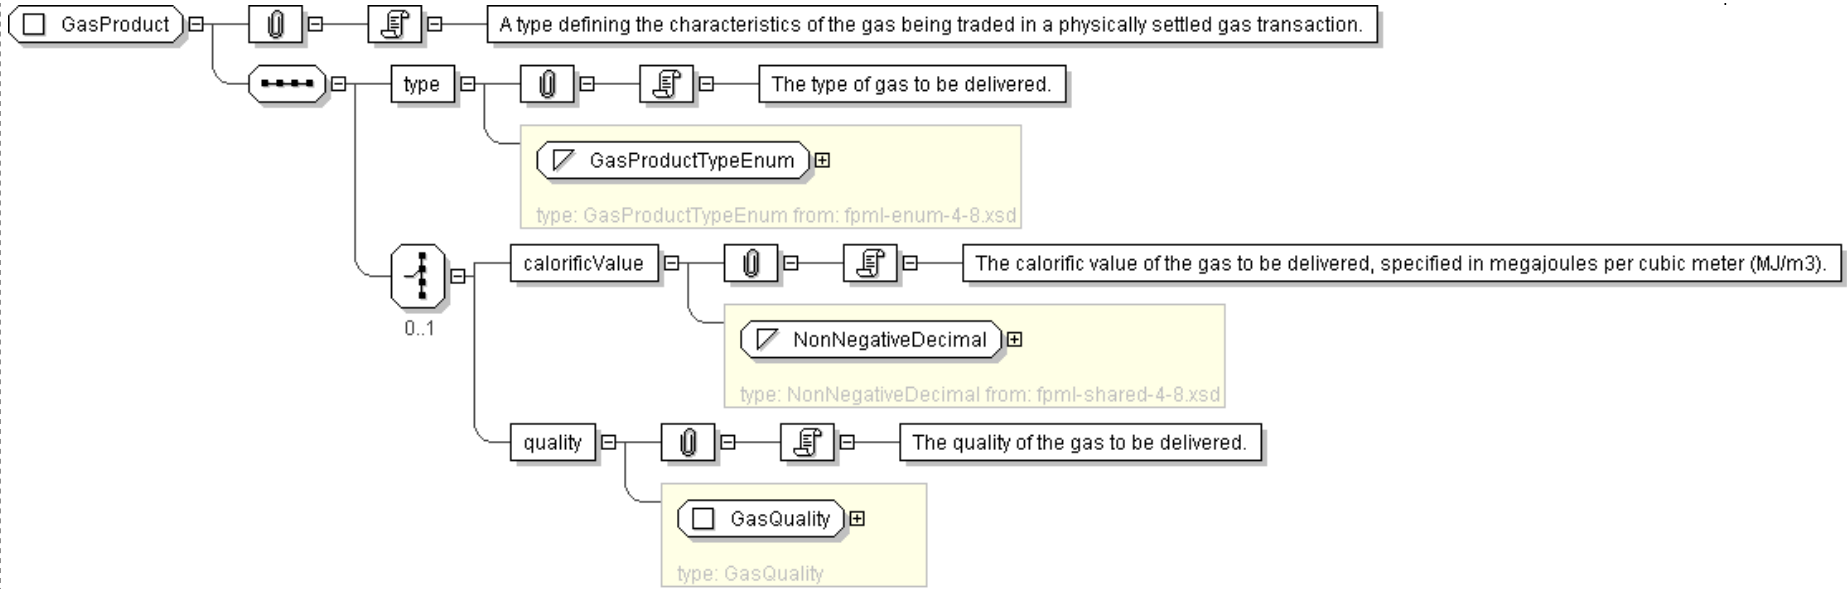 GasProduct
A type defining the characteristics of the gas being traded in a physically settled gas transaction.
type
The type of gas to be delivered.
GasProductTypeEnum
type: GasProductTypeEnum from: fpml-enum-4-8.xsd
calorificValue
The calorific value of the gas to be delivered, specified in megajoules per cubic meter (MJ/m3).
0..1
NonNegativeDecimal
type: NonNegativeDecimal from: fpml-shared-4-8.xsd
quality
The quality of the gas to be delivered.
GasQuality
type: GasQuality